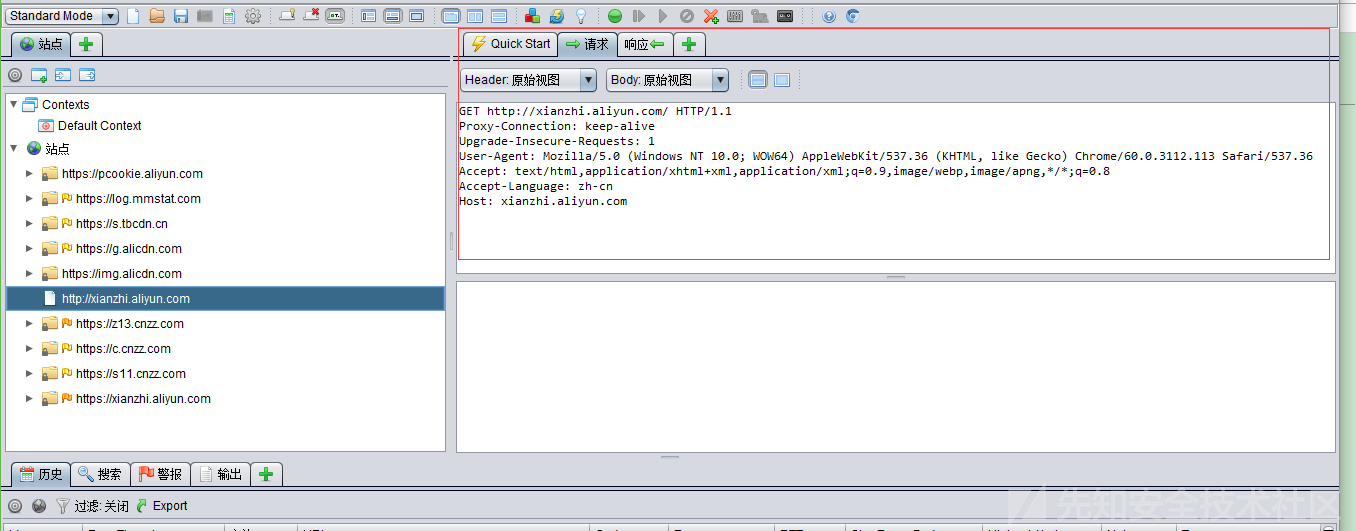 Standard Mode
站点
Quick Start
请求
响应
Header: 原始视图
Body: 原始视图
Contexts
Default Context
站点
https://pcookie.aliyun.com
https://log.mmstat.com
https://s.tbcdn.cn
https://g.alicdn.com
https://img.alicdn.com
http://xianzhi.aliyun.com
https://z13.cnzz.com
https://c.cnzz.com
https://s11.cnzz.com
https://xianzhi.aliyun.com
GET http://xianzhi.aliyun.com/ HTTP/1.1
Proxy-Connection: keep-alive
Upgrade-Insecure-Requests: 1
User-Agent: Mozilla/5.0 (Windows NT 10.0; WOW64) AppleWebKit/537.36 (KHTML, like Gecko) Chrome/60.0.3112.113 Safari/537.36
Accept: text/html,application/xhtml+xml,application/xml;q=0.9,image/webp,image/apng,*/*;q=0.8
Accept-Language: zh-cn
Host: xianzhi.aliyun.com
历史
搜索
警报
输出
过滤: 关闭
Export
先知安全技术社区